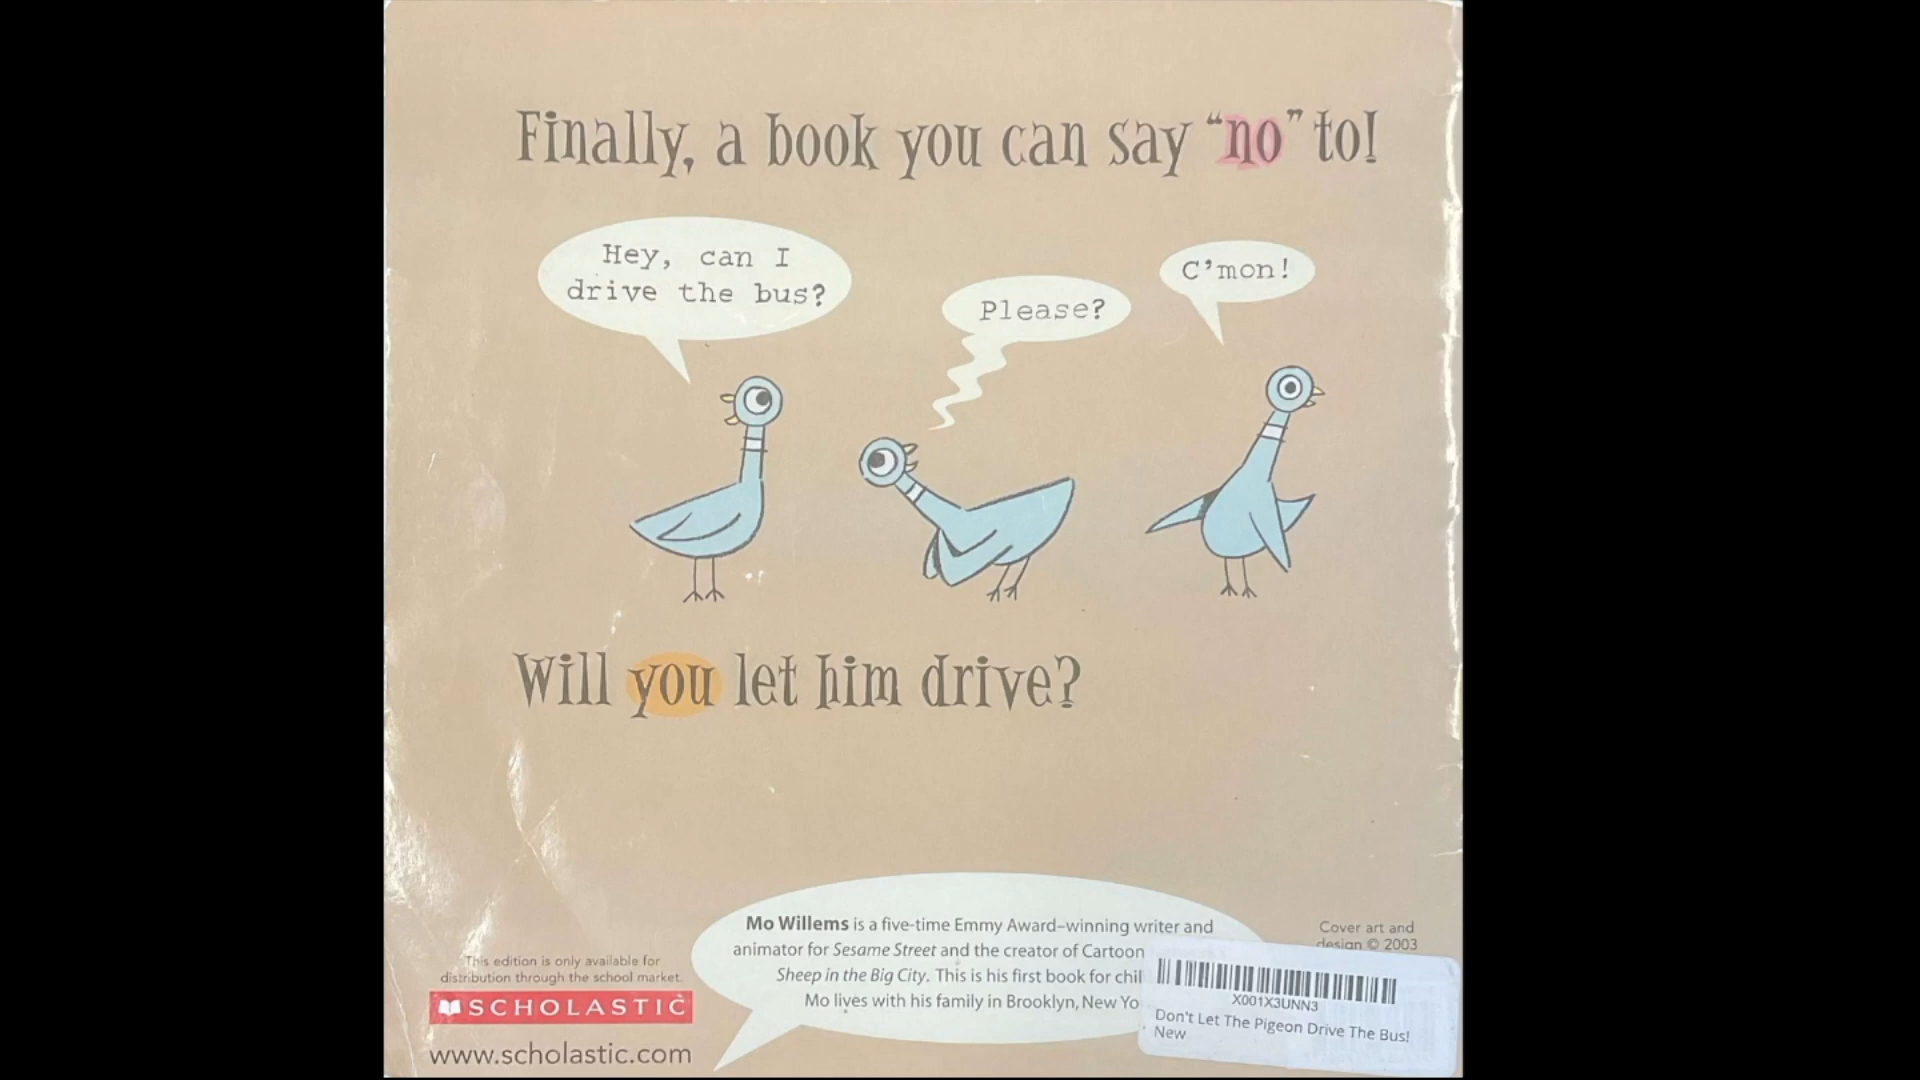 Finally, a book you can say “no” to!
Hey, can I
drive the bus?
Please?
C’mon!
Will you let him drive?
Mo Willems is a five-time Emmy Award–winning writer and
animator for Sesame Street and the creator of Cartoon
Sheep in the Big City. This is his first book for chil
Mo lives with his family in Brooklyn, New Yo
Cover art and
design © 2003
This edition is only available for
distribution through the school market.
SCHOLASTIC
www.scholastic.com
X001X3UNN3
Don't Let The Pigeon Drive The Bus!
New